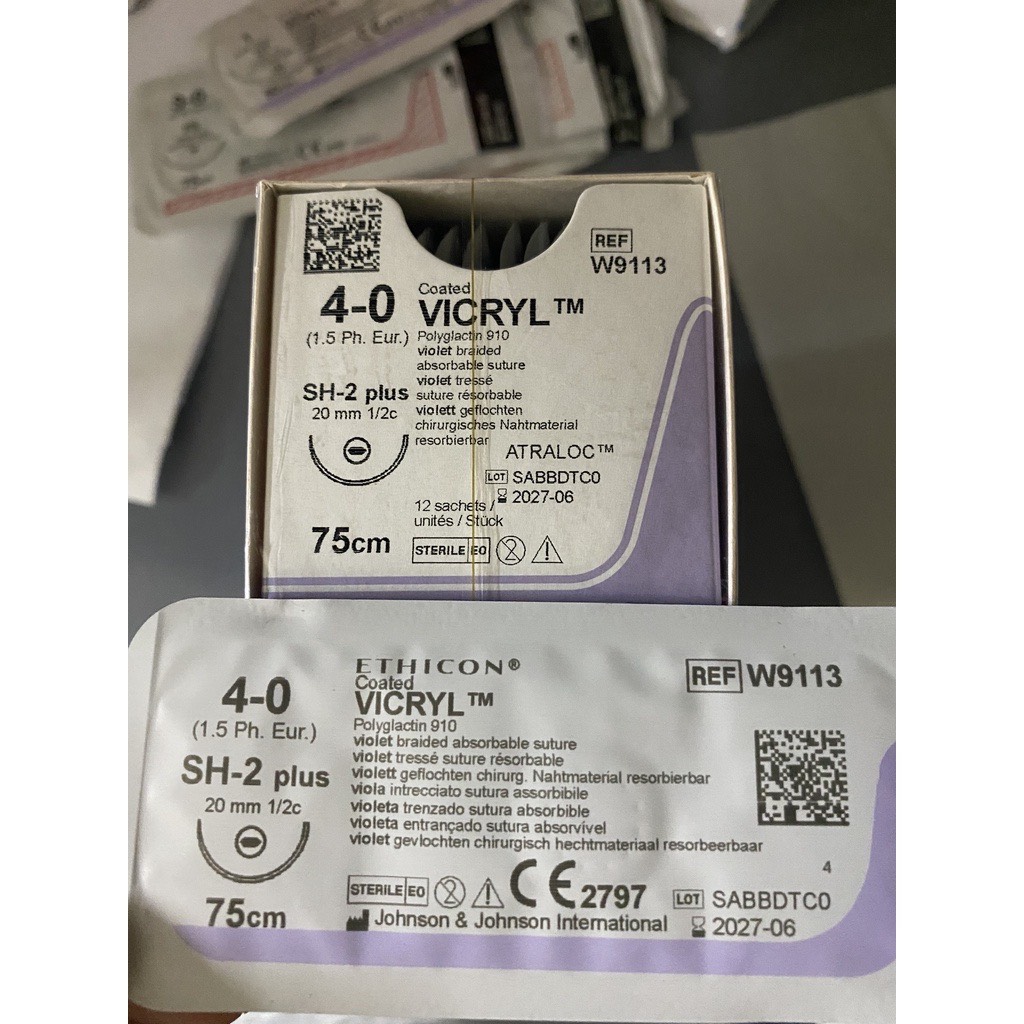 REF
W9113
4-0
(1.5 Ph. Eur.)
Coated
VICRYL™
Polyglactin 910
violet braided
absorbable suture
violet tressé
suture résorbable
violett geflochten
chirurgisches Nahtmaterial
resorbierbar
SH-2 plus
20 mm 1/2c
ATRALOC™
LOT SABBDTC0
2027-06
12 sachets /
unités / Stück
75cm
STERILE EO
2
ETHICON®
Coated
VICRYL™
Polyglactin 910
violet braided absorbable suture
violet tressé suture résorbable
violett geflochten chirurg. Nahtmaterial resorbierbar
viola intrecciato sutura assorbibile
violeta trenzado sutura absorbible
violeta entrançado sutura absorvível
violet gevlochten chirurgisch hechtmateriaal resorbeerbaar
REF W9113
4-0
(1.5 Ph. Eur.)
SH-2 plus
20 mm 1/2c
75cm
4
STERILE EO
2
CE 2797
LOT SABBDTC0
Johnson & Johnson International
2027-06